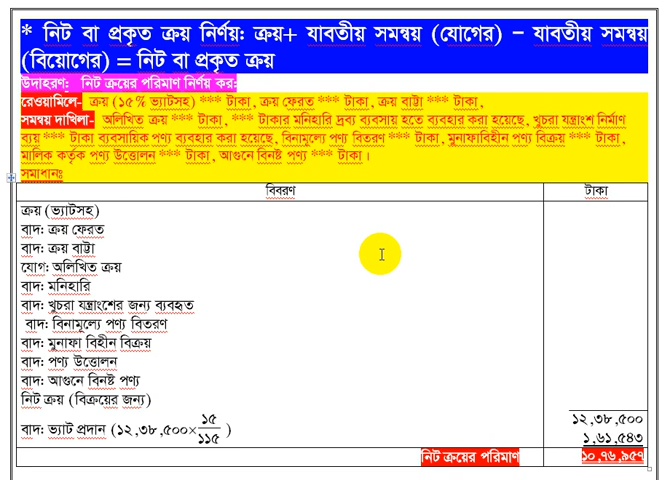 * নিট বা প্রকৃত ক্রয় নির্ণয়: ক্রয়+ যাবতীয় সমন্বয় (যোগের) - যাবতীয় সমন্বয়
(বিয়োগের) = নিট বা প্রকৃত ক্রয়
উদাহরণ: নিট ক্রয়ের পরিমাণ নির্ণয় কর:
রেওয়ামিলে- ক্রয় (১৫% ভ্যাটসহ) *** টাকা, ক্রয় ফেরত *** টাকা, ক্রয় বাট্টা *** টাকা,
সমন্বয় দাখিলা- অলিখিত ক্রয় *** টাকা, *** টাকার মনিহারি দ্রব্য ব্যবসায় হতে ব্যবহার করা হয়েছে, খুচরা যন্ত্রাংশ নির্মাণ
ব্যয় *** টাকা ব্যবসায়িক পণ্য ব্যবহার করা হয়েছে, বিনামূল্যে পণ্য বিতরণ *** টাকা, মুনাফাবিহীন পণ্য বিক্রয় *** টাকা,
মালিক কর্তৃক পণ্য উত্তোলন *** টাকা, আগুনে বিনষ্ট পণ্য *** টাকা।
সমাধানঃ
বিবরণ টাকা
ক্রয় (ভ্যাটসহ)
বাদ: ক্রয় ফেরত
বাদ: ক্রয় বাট্টা
যোগ: অলিখিত ক্রয়
বাদ: মনিহারি
বাদ: খুচরা যন্ত্রাংশের জন্য ব্যবহৃত
বাদ: বিনামূল্যে পণ্য বিতরণ
বাদ: মুনাফা বিহীন বিক্রয়
বাদ: পণ্য উত্তোলন
বাদ: আগুনে বিনষ্ট পণ্য
নিট ক্রয় (বিক্রয়ের জন্য)
১২,৩৮,৫০০
বাদ: ভ্যাট প্রদান (১২,৩৮,৫০০×১৫/১১৫) ১,৬১,৫৪৩
নিট ক্রয়ের পরিমাণ ১০,৭৬,৯৫৭